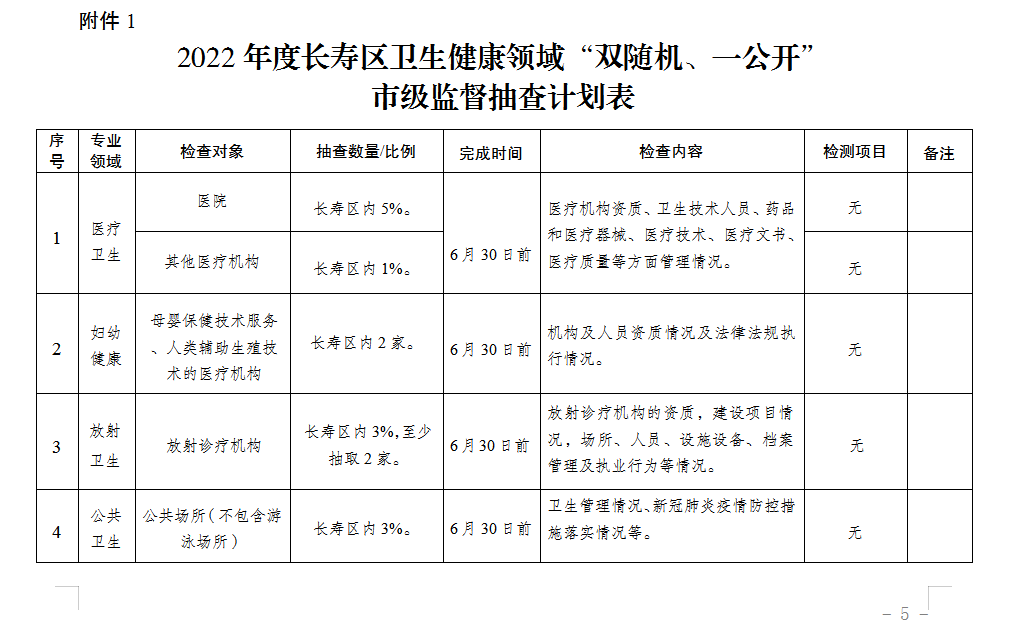 附件 1
2022 年度长寿区卫生健康领域“双随机、一公开”
市级监督抽查计划表
序号 专业领域 检查对象 抽查数量/比例 完成时间 检查内容 检测项目 备注
1
医疗
卫生
医院
长寿区内 5%。
6 月 30 日前
医疗机构资质、卫生技术人员、药品
和医疗器械、医疗技术、医疗文书、
医疗质量等方面管理情况。
无
其他医疗机构
长寿区内 1%。
无
2
妇幼
健康
母婴保健技术服务
、人类辅助生殖技
术的医疗机构
长寿区内 2 家。
6 月 30 日前
机构及人员资质情况及法律法规执
行情况。
无
3
放射
卫生
放射诊疗机构
长寿区内 3%,至少
抽取 2 家。
6 月 30 日前
放射诊疗机构的资质，建设项目情
况，场所、人员、设施设备、档案
管理及执业行为等情况。
无
4
公共
卫生
公共场所（不包含游
泳场所）
长寿区内 3%。
6 月 30 日前
卫生管理情况、新冠肺炎疫情防控措
施落实情况等。
无
- 5 -